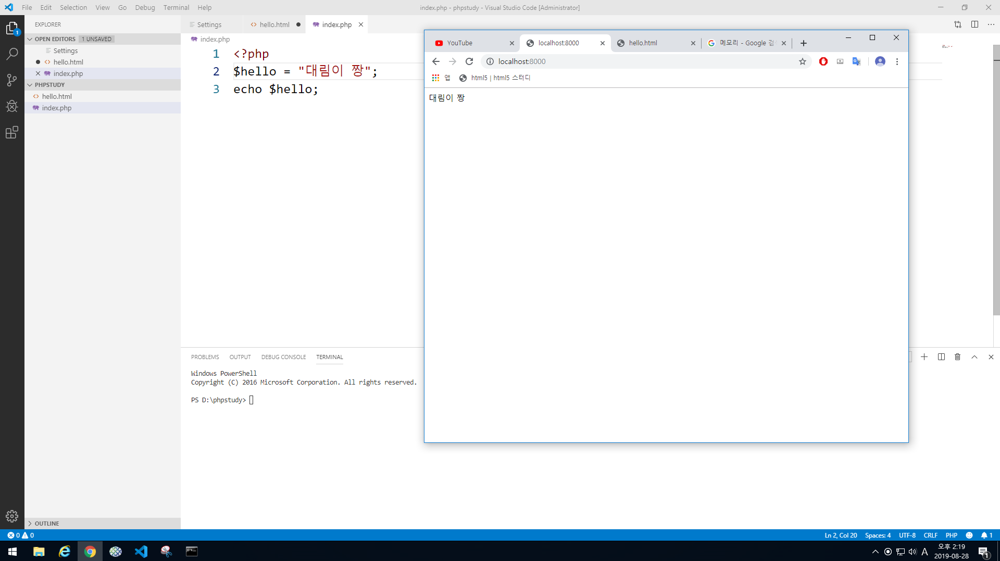 File Edit Selection View Go Debug Terminal Help
index.php - phpstudy - Visual Studio Code [Administrator]
EXPLORER
OPEN EDITORS 1 UNSAVED
Settings
hello.html
index.php
PHPSTUDY
hello.html
index.php
OUTLINE
1
Settings
hello.html
index.php
index.php
1 <?php
2 $hello = "대림이 짱";
3 echo $hello;
YouTube
localhost:8000
hello.html
메모리 - Google 검
localhost:8000
앱
html5 | html5 스터디
대림이 짱
PROBLEMS OUTPUT DEBUG CONSOLE TERMINAL
Windows PowerShell
Copyright (C) 2016 Microsoft Corporation. All rights reserved.
PS D:\phpstudy>
0 0
Ln 2, Col 20 Spaces: 4 UTF-8 CRLF PHP 1
A
오후 2:19
2019-08-28
1